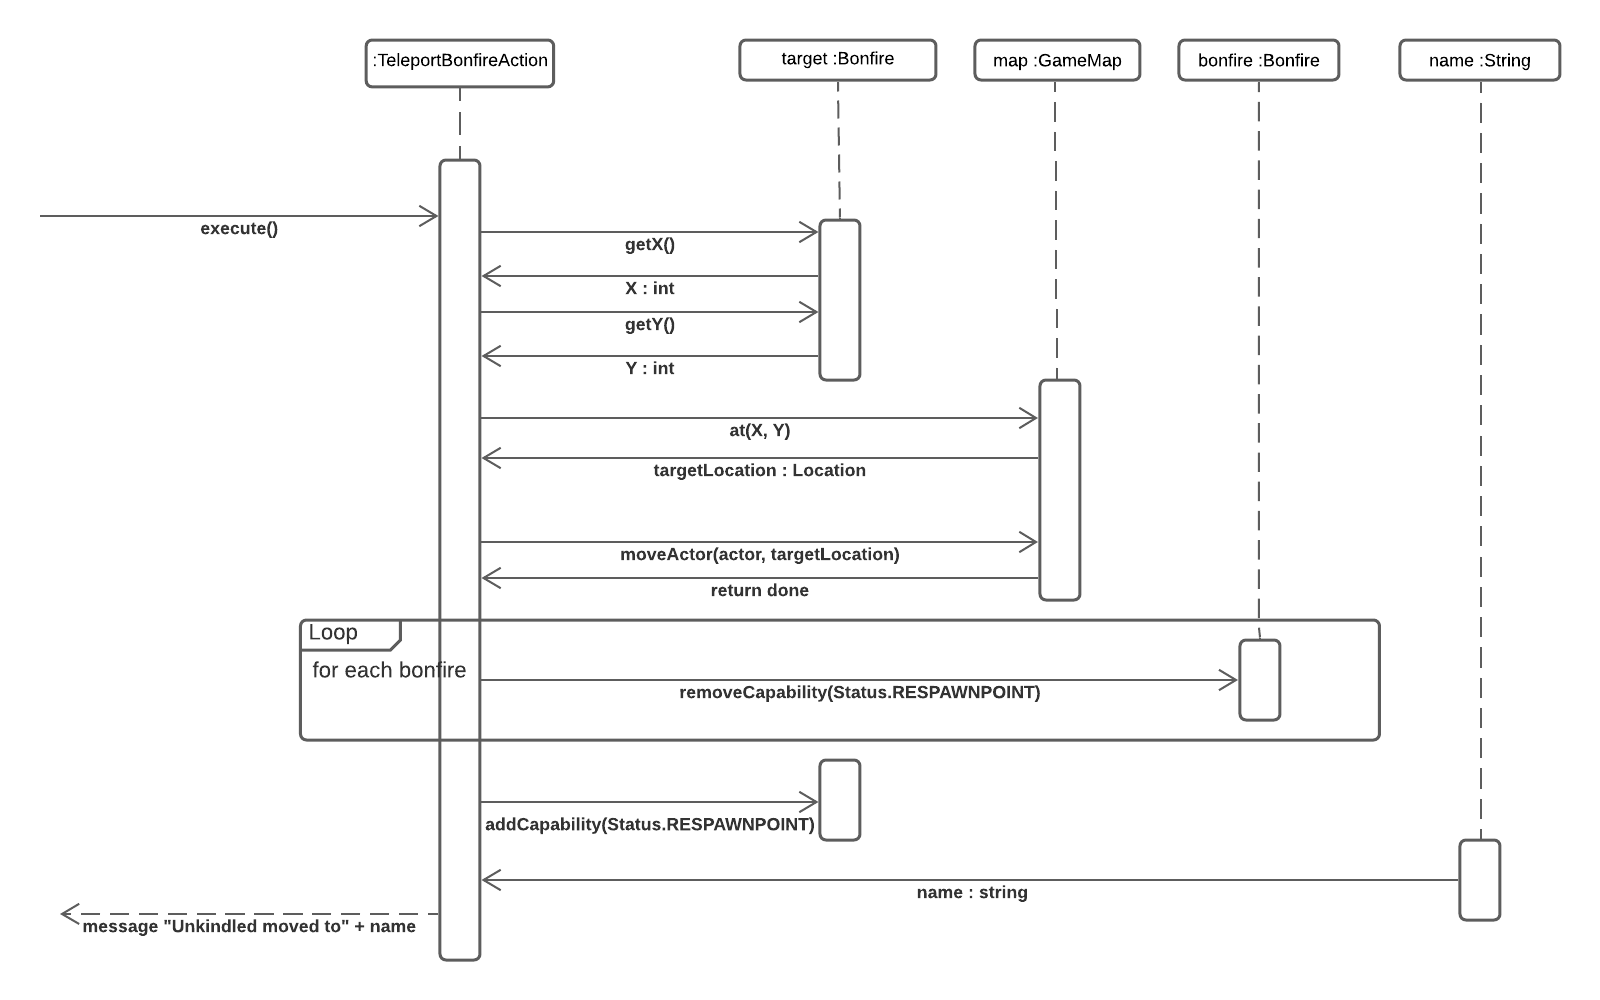 :TeleportBonfireAction
target :Bonfire
map :GameMap
bonfire :Bonfire
name :String
execute()
getX()
X : int
getY()
Y : int
at(X, Y)
targetLocation : Location
moveActor(actor, targetLocation)
return done
Loop
for each bonfire
removeCapability(Status.RESPAWNPOINT)
addCapability(Status.RESPAWNPOINT)
name : string
message "Unkindled moved to" + name